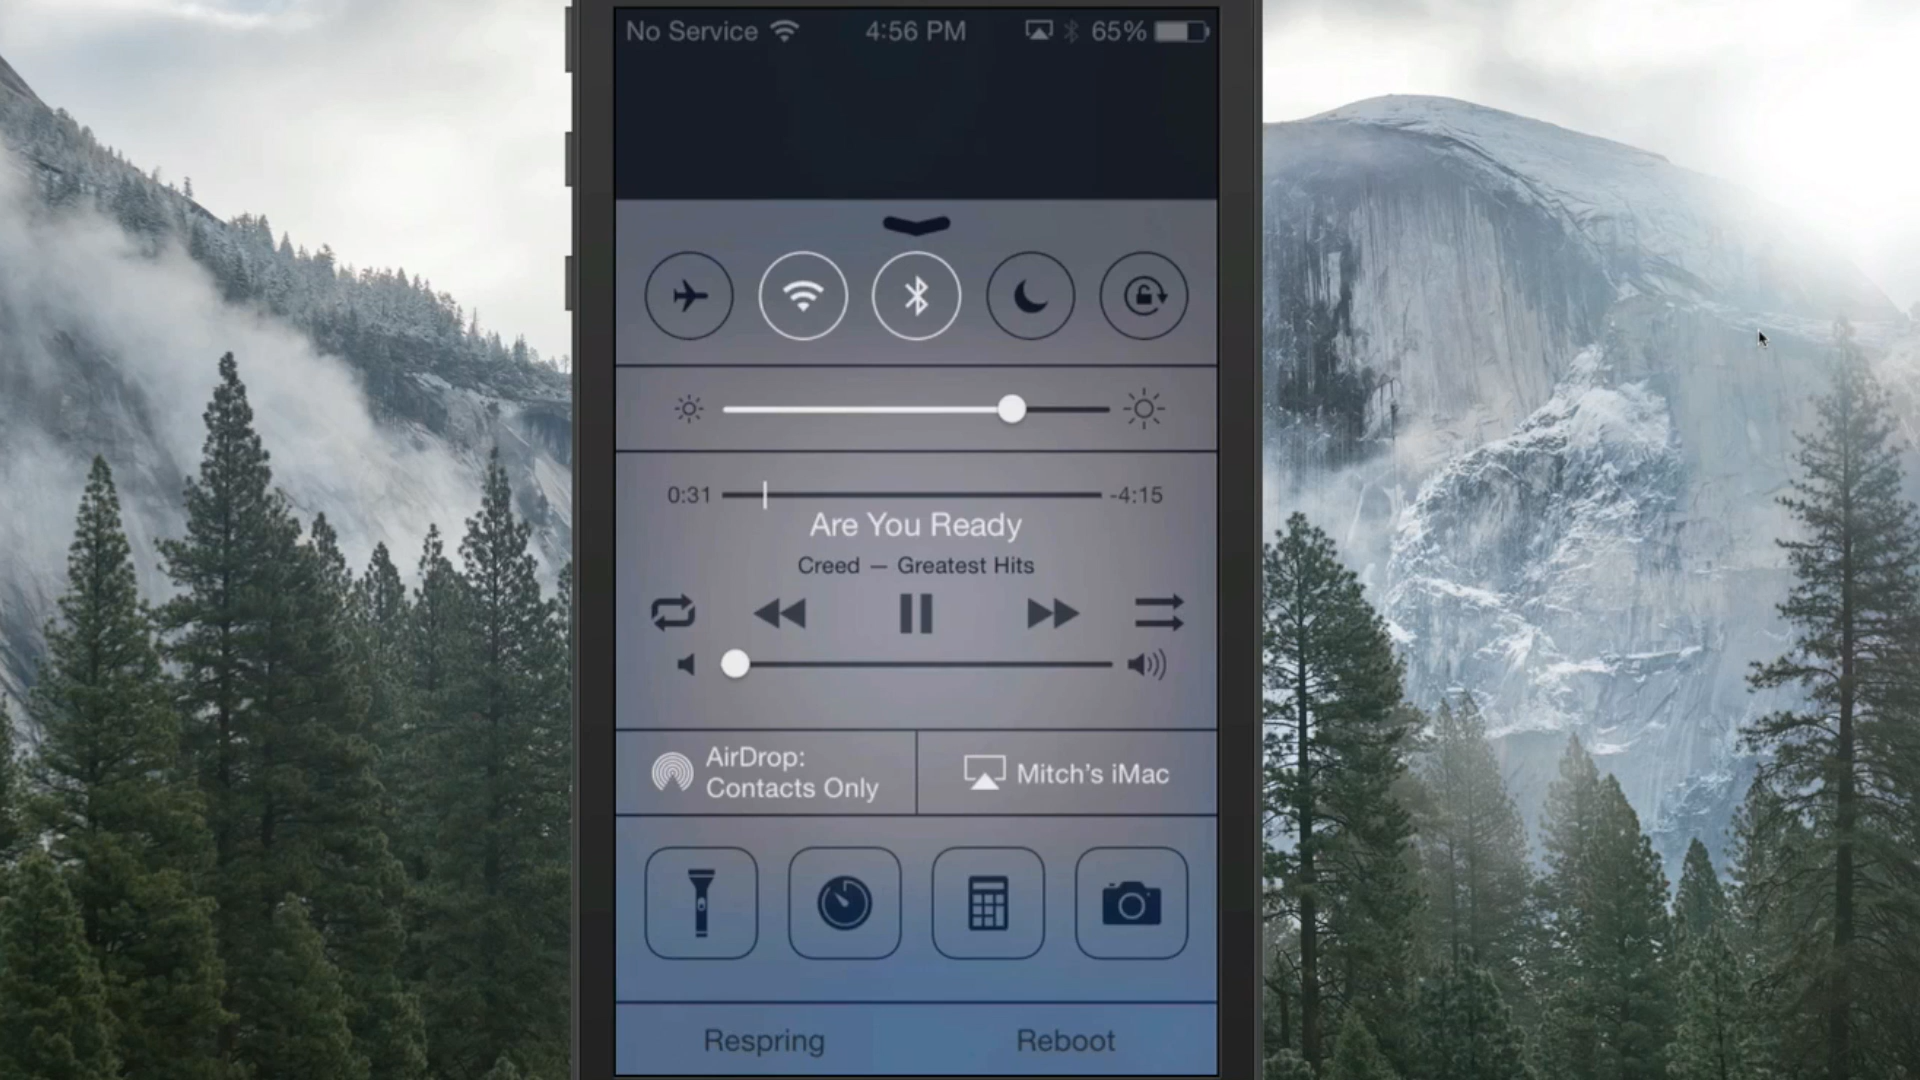 No Service 4:56 PM 65%
0:31 -4:15
Are You Ready
Creed — Greatest Hits
AirDrop:
Contacts Only
Mitch's iMac
Respring Reboot